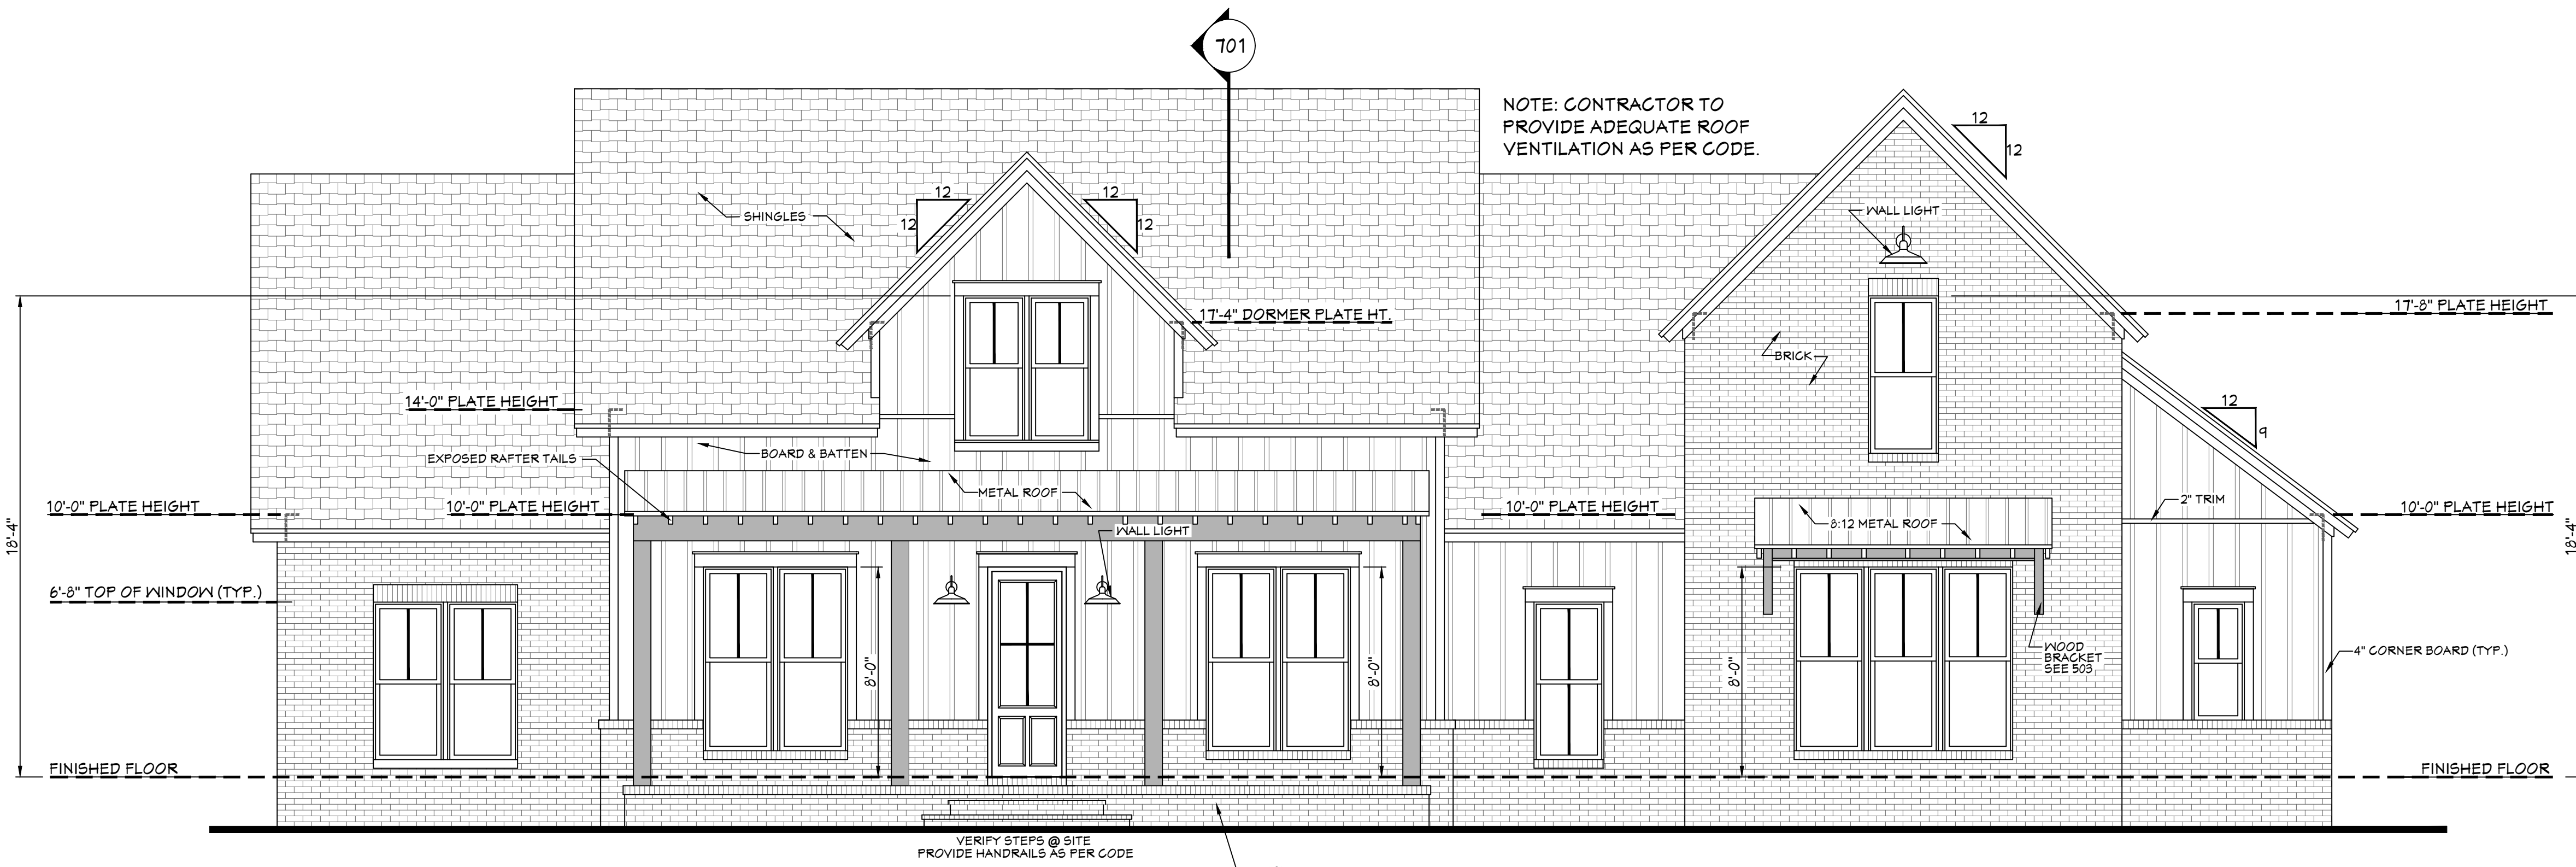 701
NOTE: CONTRACTOR TO
PROVIDE ADEQUATE ROOF
VENTILATION AS PER CODE.
12
12
12
12
12
12
SHINGLES
WALL LIGHT
17'-4" DORMER PLATE HT.
17'-8" PLATE HEIGHT
BRICK
14'-0" PLATE HEIGHT
12
9
BOARD & BATTEN
EXPOSED RAFTER TAILS
METAL ROOF
10'-0" PLATE HEIGHT
10'-0" PLATE HEIGHT
10'-0" PLATE HEIGHT
2" TRIM
10'-0" PLATE HEIGHT
18'-4"
18'-4"
8:12 METAL ROOF
WALL LIGHT
6'-8" TOP OF WINDOW (TYP.)
8'-0"
8'-0"
8'-0"
WOOD
BRACKET
SEE 503
4" CORNER BOARD (TYP.)
FINISHED FLOOR
FINISHED FLOOR
VERIFY STEPS @ SITE
PROVIDE HANDRAILS AS PER CODE